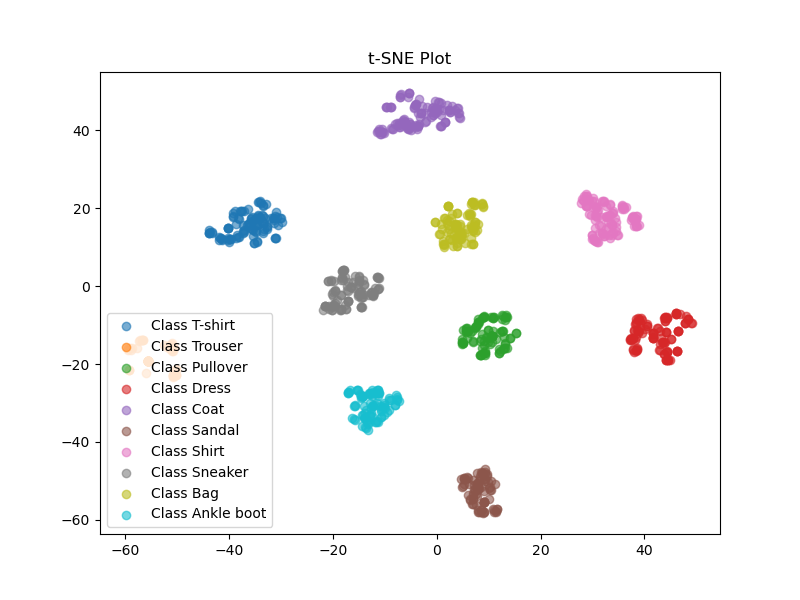 t-SNE Plot
40
20
0
−20
−40
−60
Class T-shirt
Class Trouser
Class Pullover
Class Dress
Class Coat
Class Sandal
Class Shirt
Class Sneaker
Class Bag
Class Ankle boot
−60 −40 −20 0 20 40